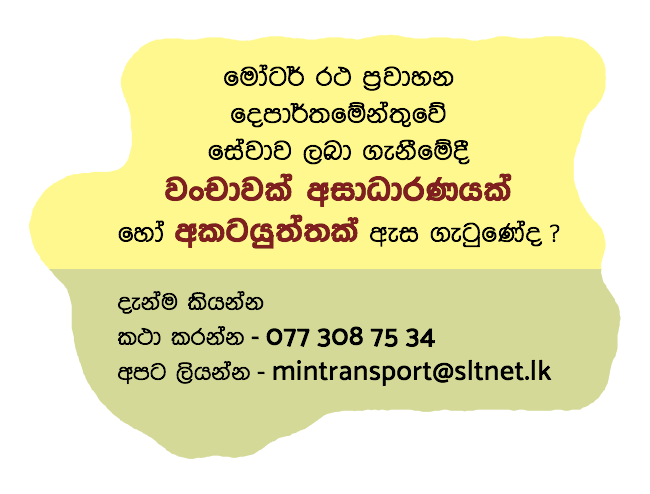 මෝටර් රථ ප්‍රවාහන
දෙපාර්තමේන්තුවේ
සේවාව ලබා ගැනීමේදී
වංචාවක් අසාධාරණයක්
හෝ අකටයුත්තක් ඇස ගැටුණේද ?
දැන්ම කියන්න
කථා කරන්න - 077 308 75 34
අපට ලියන්න - mintransport@sltnet.lk